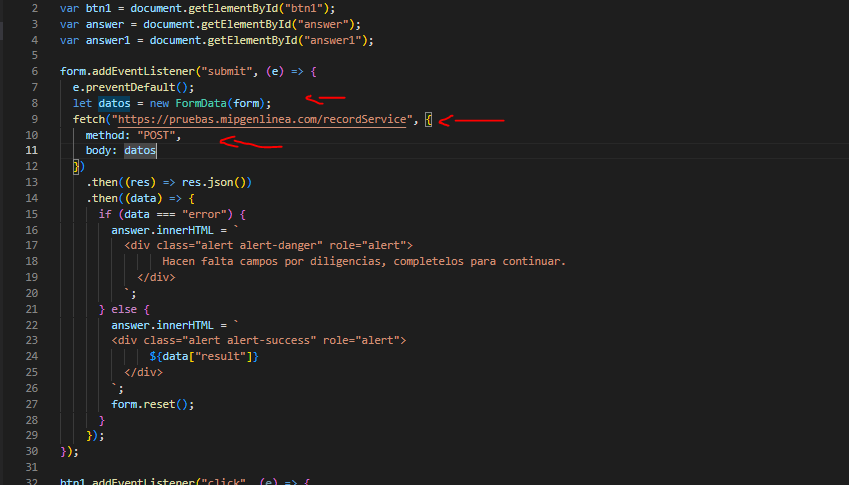 2 var btn1 = document.getElementById("btn1");
3 var answer = document.getElementById("answer");
4 var answer1 = document.getElementById("answer1");
5
6 form.addEventListener("submit", (e) => {
7 e.preventDefault();
8 let datos = new FormData(form);
9 fetch("https://pruebas.mipgenlinea.com/recordService", {
10 method: "POST",
11 body: datos
12 })
13 .then((res) => res.json())
14 .then((data) => {
15 if (data === "error") {
16 answer.innerHTML = `
17 <div class="alert alert-danger" role="alert">
18 Hacen falta campos por diligencias, completelos para continuar.
19 </div>
20 `;
21 } else {
22 answer.innerHTML = `
23 <div class="alert alert-success" role="alert">
24 ${data["result"]}
25 </div>
26 `;
27 form.reset();
28 }
29 });
30 });
31
32 btn1.addEventListener("click", (e) => {